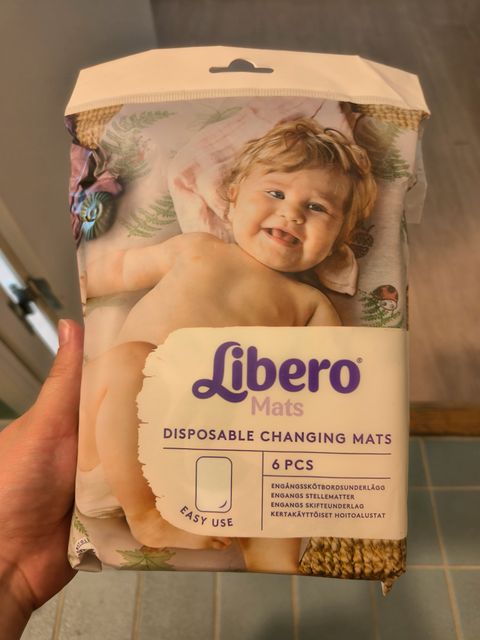 Libero®
Mats
DISPOSABLE CHANGING MATS
6 PCS
ENGÅNGSSKÖTBORDSUNDERLÄGG
ENGANGS STELLEMATTER
ENGANGS SKIFTEUNDERLAG
KERTAKÄYTTÖISET HOITOALUSTAT
EASY USE